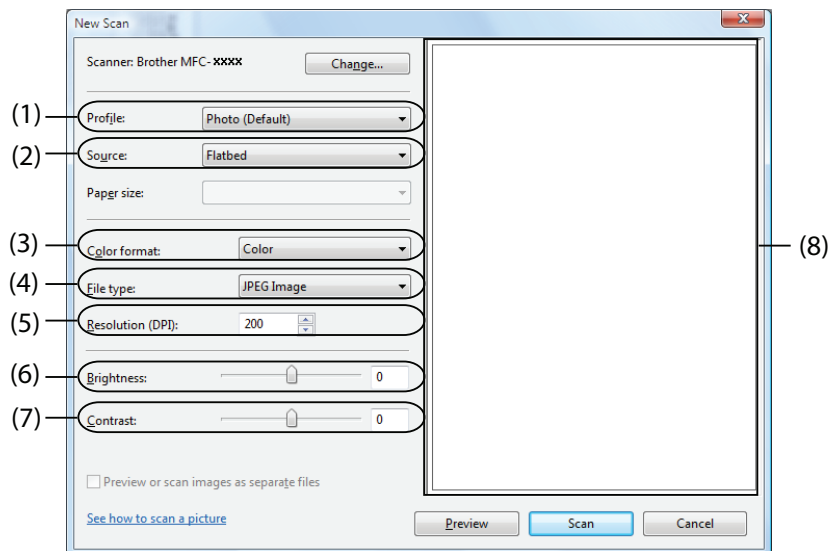 New Scan
Scanner: Brother MFC-XXXX Change...
(1) Profile: Photo (Default)
(2) Source: Flatbed
Paper size:
(3) Color format: Color
(4) File type: JPEG Image
(5) Resolution (DPI): 200
(6) Brightness: 0
(7) Contrast: 0
(8)
Preview or scan images as separate files
See how to scan a picture
Preview Scan Cancel